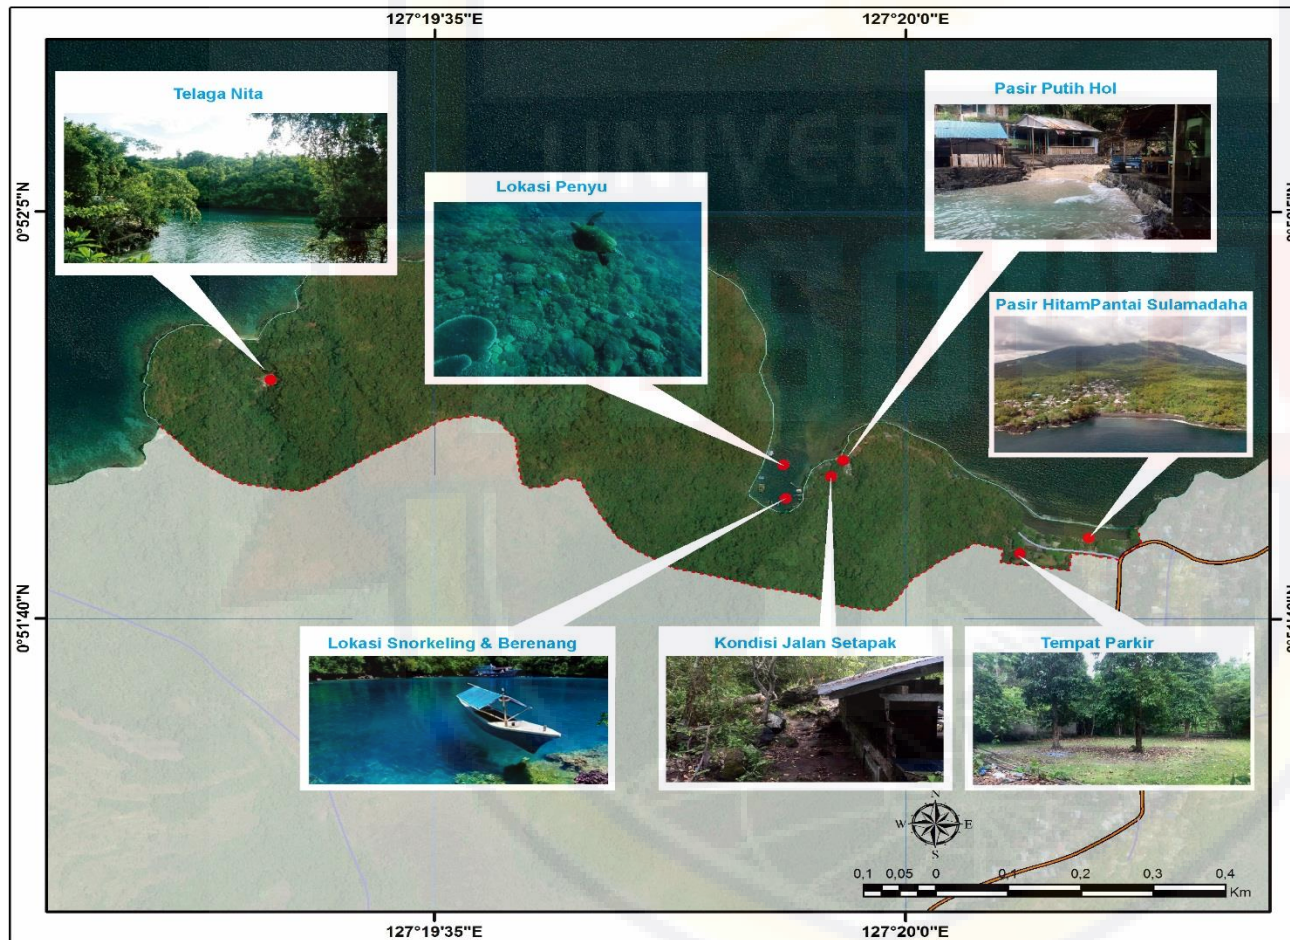 127°19'35"E
127°20'0"E
Telaga Nita
Pasir Putih Hol
Lokasi Penyu
UNIVER
0°52'5"N
Pasir HitamPantai Sulamadaha
0°51'40"N
Lokasi Snorkeling & Berenang
Kondisi Jalan Setapak
Tempat Parkir
N
W
E
S
0,1 0,05 0 0,1 0,2 0,3 0,4
Km
127°19'35"E
127°20'0"E